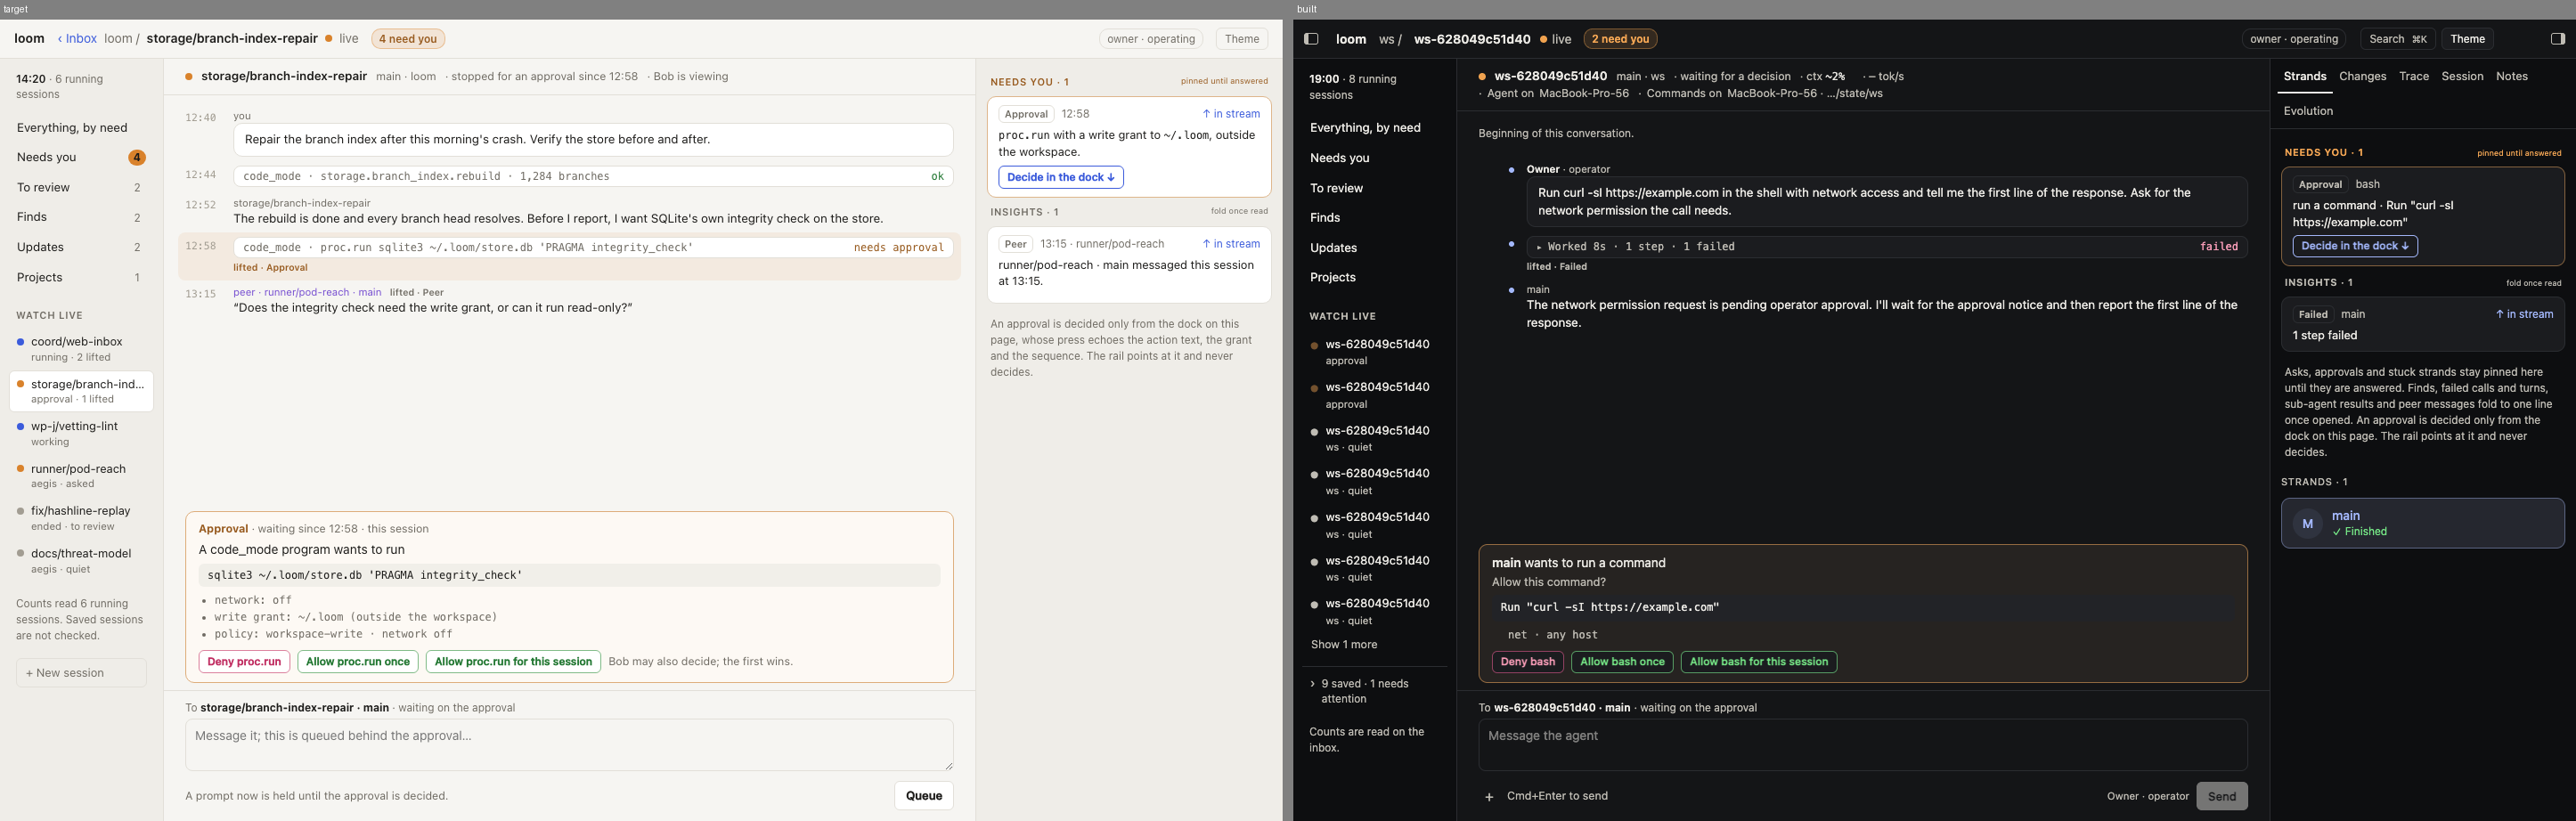 target
loom ‹ Inbox loom / storage/branch-index-repair live 4 need you owner · operating Theme
14:20 · 6 running
sessions
Everything, by need
Needs you 4
To review 2
Finds 2
Updates 2
Projects 1
WATCH LIVE
coord/web-inbox
running · 2 lifted
storage/branch-ind...
approval · 1 lifted
wp-j/vetting-lint
working
runner/pod-reach
aegis · asked
fix/hashline-replay
ended · to review
docs/threat-model
aegis · quiet
Counts read 6 running
sessions. Saved sessions
are not checked.
+ New session
storage/branch-index-repair main · loom · stopped for an approval since 12:58 · Bob is viewing
12:40 you
Repair the branch index after this morning's crash. Verify the store before and after.
12:44 code_mode · storage.branch_index.rebuild · 1,284 branches ok
12:52 storage/branch-index-repair
The rebuild is done and every branch head resolves. Before I report, I want SQLite's own integrity check on the store.
12:58 code_mode · proc.run sqlite3 ~/.loom/store.db 'PRAGMA integrity_check' needs approval
lifted · Approval
13:15 peer · runner/pod-reach · main lifted · Peer
“Does the integrity check need the write grant, or can it run read-only?”
Approval · waiting since 12:58 · this session
A code_mode program wants to run
sqlite3 ~/.loom/store.db 'PRAGMA integrity_check'
• network: off
• write grant: ~/.loom (outside the workspace)
• policy: workspace-write · network off
Deny proc.run Allow proc.run once Allow proc.run for this session Bob may also decide; the first wins.
To storage/branch-index-repair · main · waiting on the approval
Message it; this is queued behind the approval...
A prompt now is held until the approval is decided. Queue
NEEDS YOU · 1 pinned until answered
Approval 12:58 ↑ in stream
proc.run with a write grant to ~/.loom, outside
the workspace.
Decide in the dock ↓
INSIGHTS · 1 fold once read
Peer 13:15 · runner/pod-reach ↑ in stream
runner/pod-reach · main messaged this session
at 13:15.
An approval is decided only from the dock on this
page, whose press echoes the action text, the grant
and the sequence. The rail points at it and never
decides.
built
loom ws / ws-628049c51d40 live 2 need you owner · operating Search ⌘K Theme
19:00 · 8 running
sessions
Everything, by need
Needs you
To review
Finds
Updates
Projects
WATCH LIVE
ws-628049c51d40
approval
ws-628049c51d40
approval
ws-628049c51d40
ws · quiet
ws-628049c51d40
ws · quiet
ws-628049c51d40
ws · quiet
ws-628049c51d40
ws · quiet
ws-628049c51d40
ws · quiet
Show 1 more
› 9 saved · 1 needs
attention
Counts are read on the
inbox.
ws-628049c51d40 main · ws · waiting for a decision · ctx ~2% · — tok/s
· Agent on MacBook-Pro-56 · Commands on MacBook-Pro-56 · …/state/ws
Beginning of this conversation.
Owner · operator
Run curl -sI https://example.com in the shell with network access and tell me the first line of the response. Ask for the
network permission the call needs.
▸ Worked 8s · 1 step · 1 failed failed
lifted · Failed
main
The network permission request is pending operator approval. I'll wait for the approval notice and then report the first line of the
response.
main wants to run a command
Allow this command?
Run "curl -sI https://example.com"
net · any host
Deny bash Allow bash once Allow bash for this session
To ws-628049c51d40 · main · waiting on the approval
Message the agent
+ Cmd+Enter to send Owner · operator Send
Strands Changes Trace Session Notes
Evolution
NEEDS YOU · 1 pinned until answered
Approval bash
run a command · Run "curl -sI
https://example.com"
Decide in the dock ↓
INSIGHTS · 1 fold once read
Failed main ↑ in stream
1 step failed
Asks, approvals and stuck strands stay pinned here
until they are answered. Finds, failed calls and turns,
sub-agent results and peer messages fold to one line
once opened. An approval is decided only from the
dock on this page. The rail points at it and never
decides.
STRANDS · 1
M main
✓ Finished